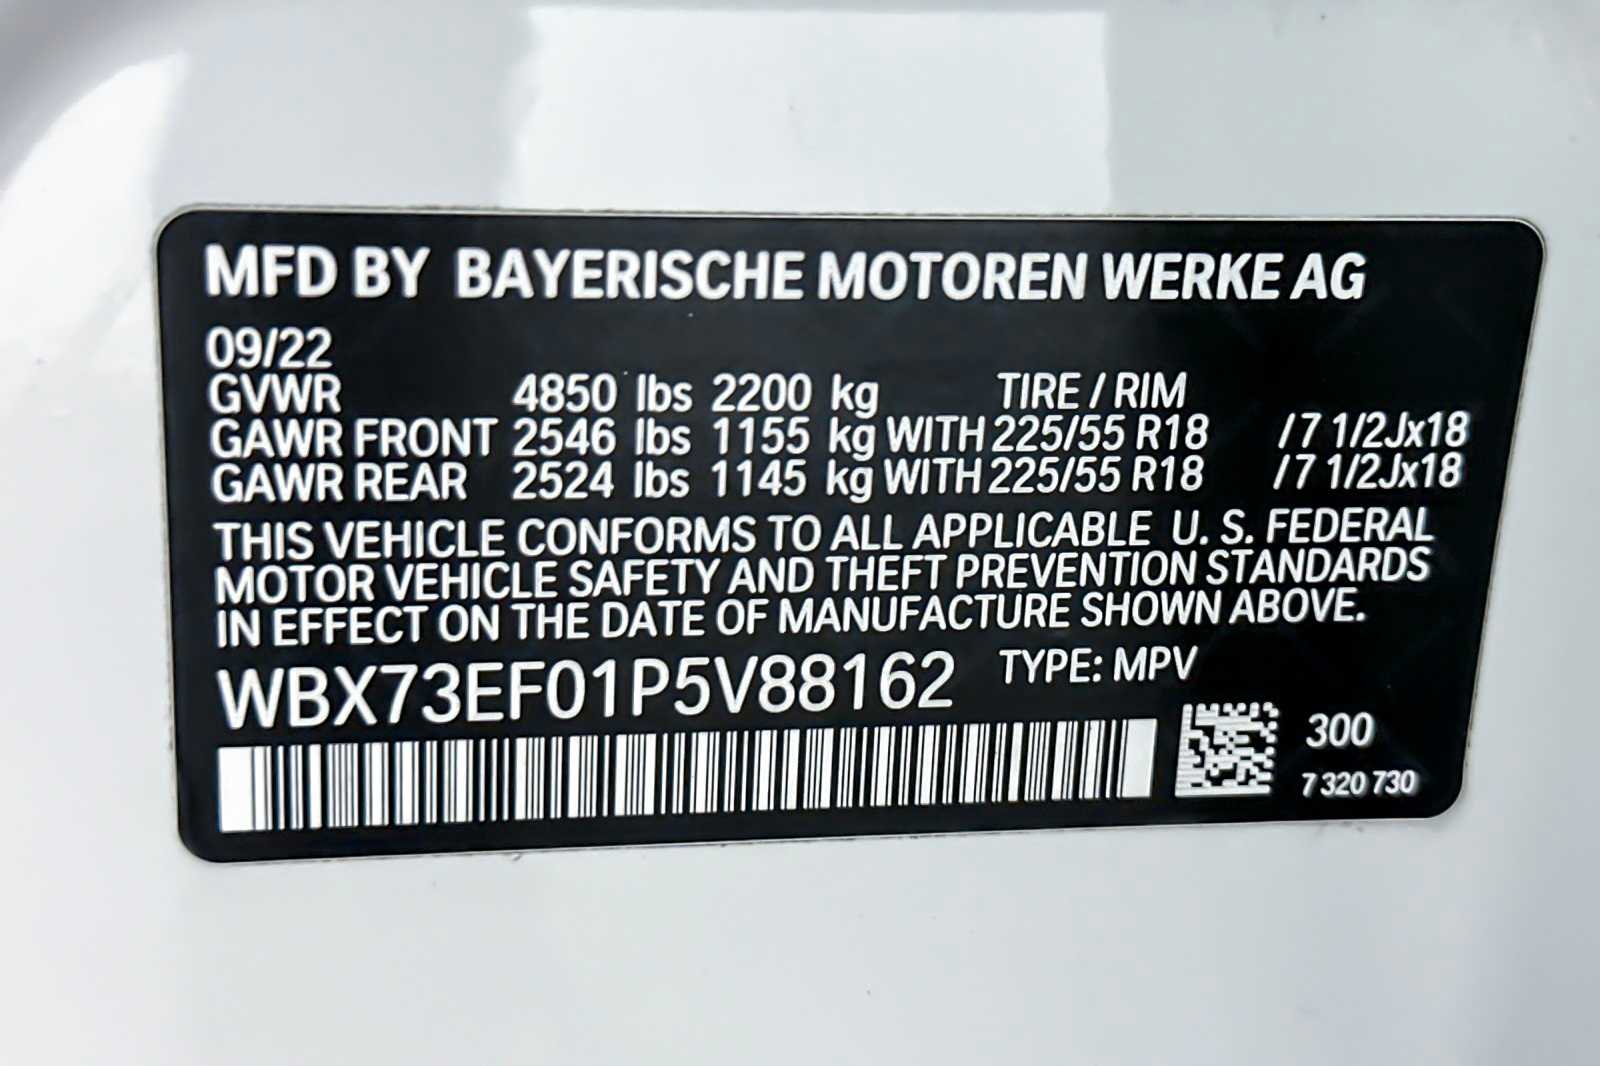 MFD BY BAYERISCHE MOTOREN WERKE AG
09/22
GVWR 4850 lbs 2200 kg TIRE / RIM
GAWR FRONT 2546 lbs 1155 kg WITH 225/55 R18 /7 1/2Jx18
GAWR REAR 2524 lbs 1145 kg WITH 225/55 R18 /7 1/2Jx18
THIS VEHICLE CONFORMS TO ALL APPLICABLE U. S. FEDERAL
MOTOR VEHICLE SAFETY AND THEFT PREVENTION STANDARDS
IN EFFECT ON THE DATE OF MANUFACTURE SHOWN ABOVE.
WBX73EF01P5V88162 TYPE: MPV
300
7 320 730